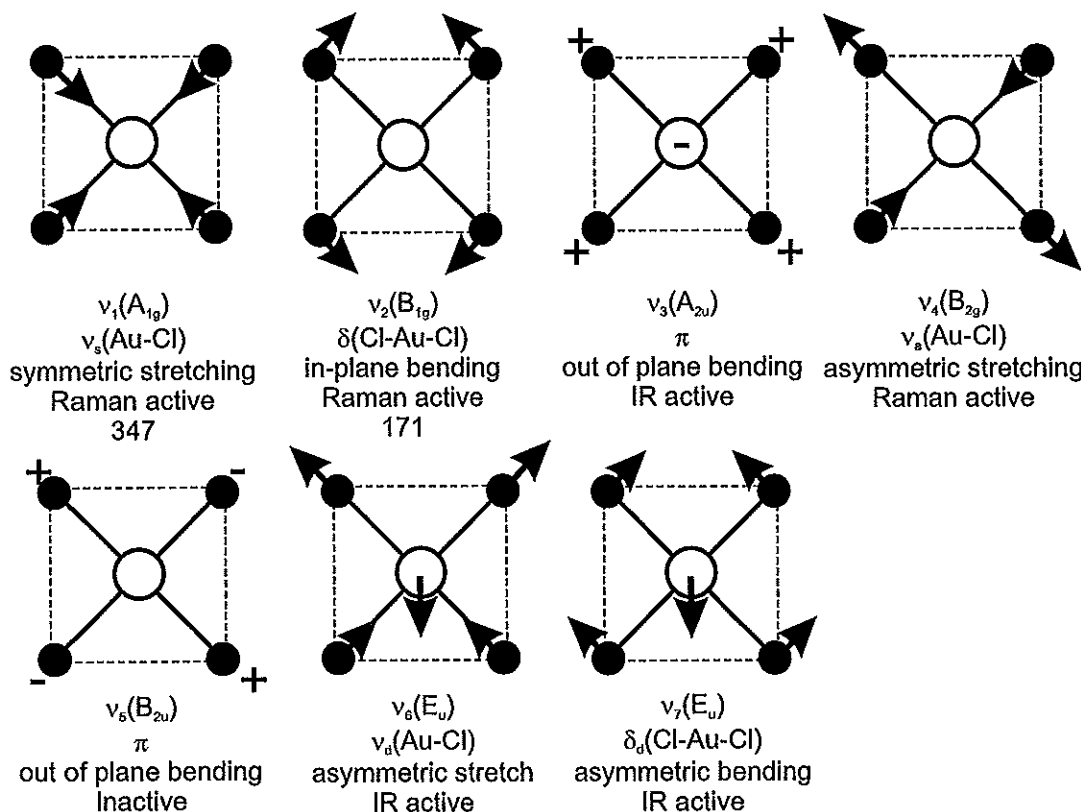 + +
-
+ +
ν₁(A₁g)
νₛ(Au-Cl)
symmetric stretching
Raman active
347
ν₂(B₁g)
δ(Cl-Au-Cl)
in-plane bending
Raman active
171
ν₃(A₂u)
π
out of plane bending
IR active
ν₄(B₂g)
νₐ(Au-Cl)
asymmetric stretching
Raman active
+ -
- +
ν₅(B₂u)
π
out of plane bending
Inactive
ν₆(Eu)
νd(Au-Cl)
asymmetric stretch
IR active
ν₇(Eu)
δd(Cl-Au-Cl)
asymmetric bending
IR active